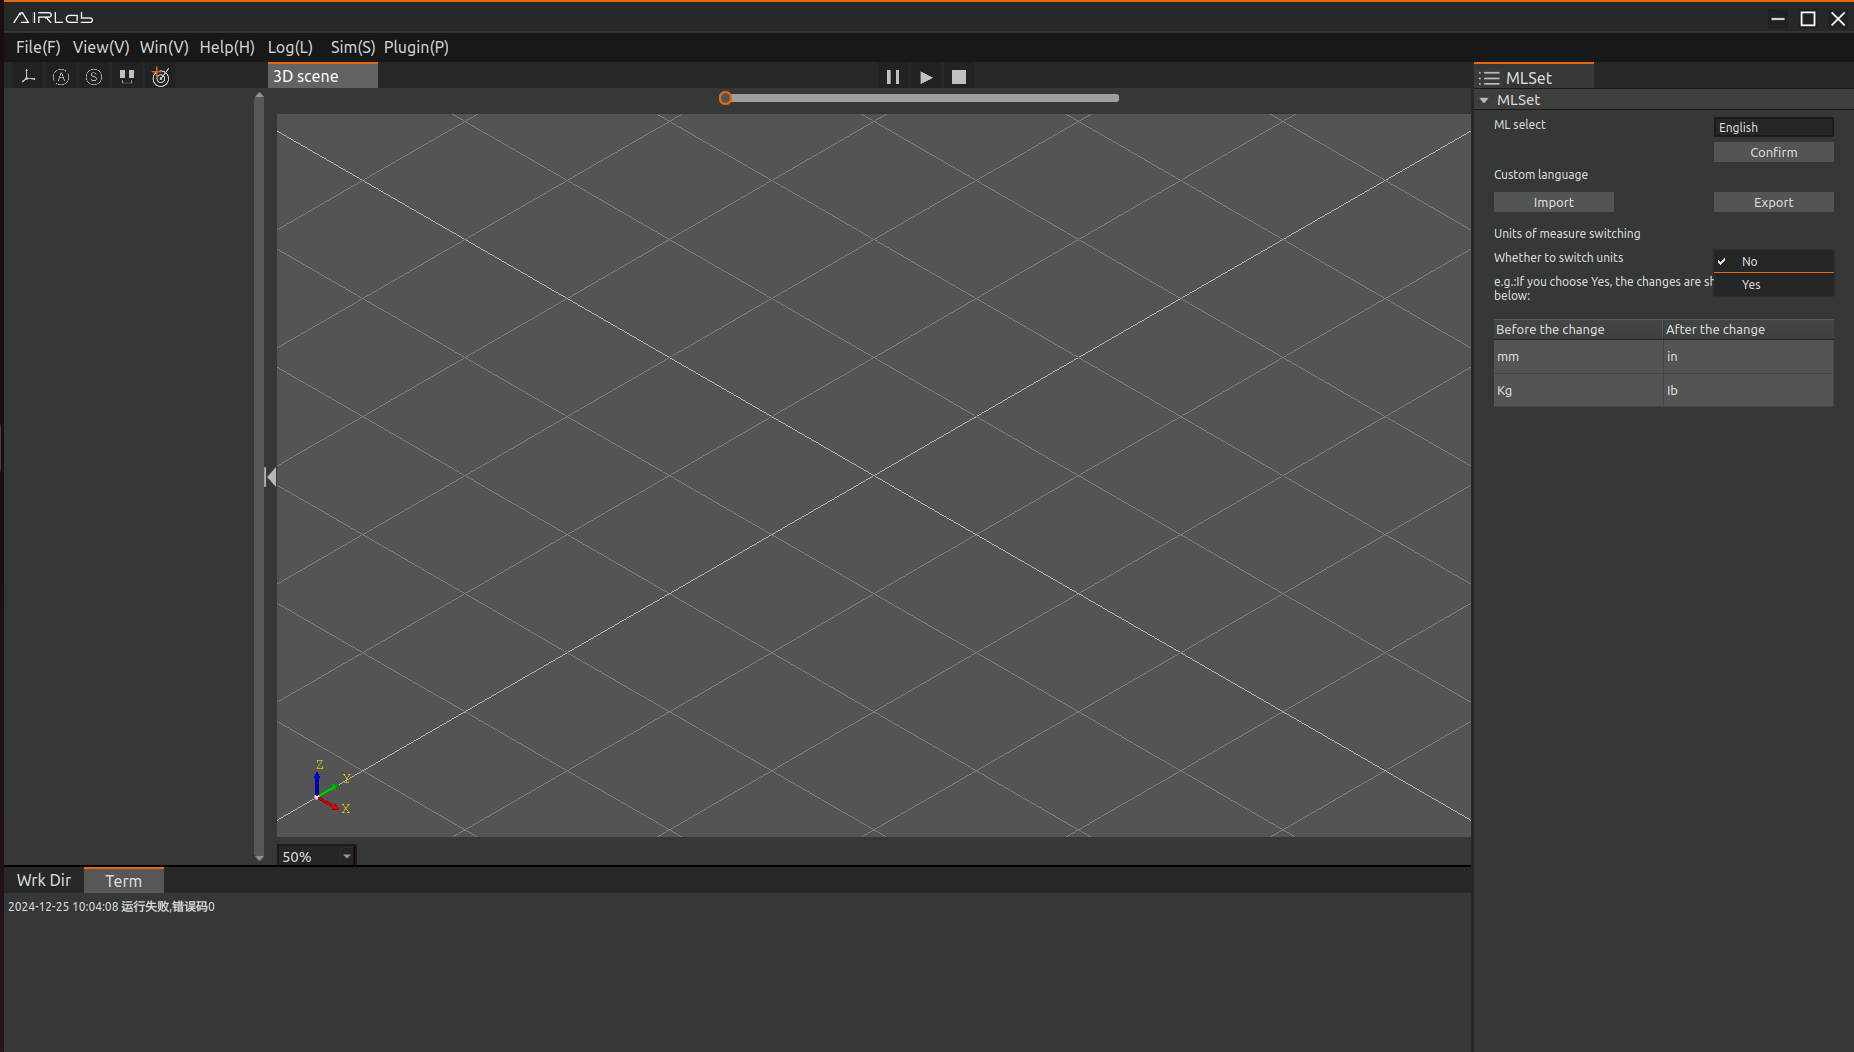 AIRLab
File(F) View(V) Win(V) Help(H) Log(L) Sim(S) Plugin(P)
A S
3D scene
MLSet
MLSet
ML select
English
Confirm
Custom language
Import
Export
Units of measure switching
Whether to switch units
No
Yes
e.g.:If you choose Yes, the changes are sh
below:
Before the change After the change
mm in
Kg Ib
Z
Y
X
50%
Wrk Dir Term
2024-12-25 10:04:08 运行失败,错误码0